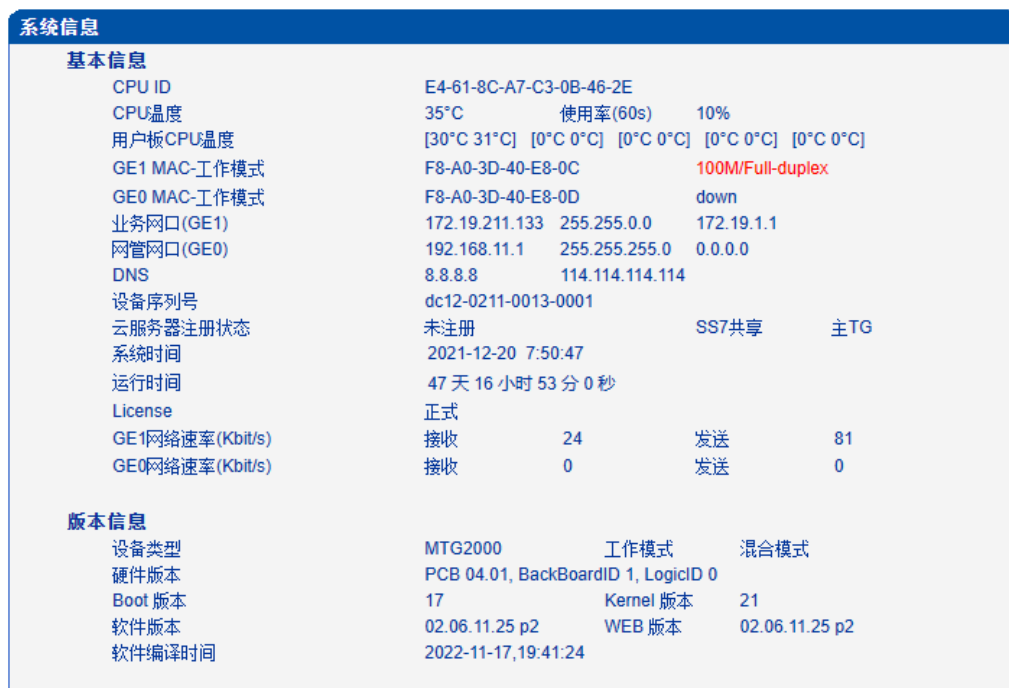 系统信息
基本信息
CPU ID E4-61-8C-A7-C3-0B-46-2E
CPU温度 35°C 使用率(60s) 10%
用户板CPU温度 [30°C 31°C] [0°C 0°C] [0°C 0°C] [0°C 0°C] [0°C 0°C]
GE1 MAC-工作模式 F8-A0-3D-40-E8-0C 100M/Full-duplex
GE0 MAC-工作模式 F8-A0-3D-40-E8-0D down
业务网口(GE1) 172.19.211.133 255.255.0.0 172.19.1.1
网管网口(GE0) 192.168.11.1 255.255.255.0 0.0.0.0
DNS 8.8.8.8 114.114.114.114
设备序列号 dc12-0211-0013-0001
云服务器注册状态 未注册 SS7共享 主TG
系统时间 2021-12-20 7:50:47
运行时间 47 天 16 小时 53 分 0 秒
License 正式
GE1网络速率(Kbit/s) 接收 24 发送 81
GE0网络速率(Kbit/s) 接收 0 发送 0
版本信息
设备类型 MTG2000 工作模式 混合模式
硬件版本 PCB 04.01, BackBoardID 1, LogicID 0
Boot 版本 17 Kernel 版本 21
软件版本 02.06.11.25 p2 WEB 版本 02.06.11.25 p2
软件编译时间 2022-11-17,19:41:24